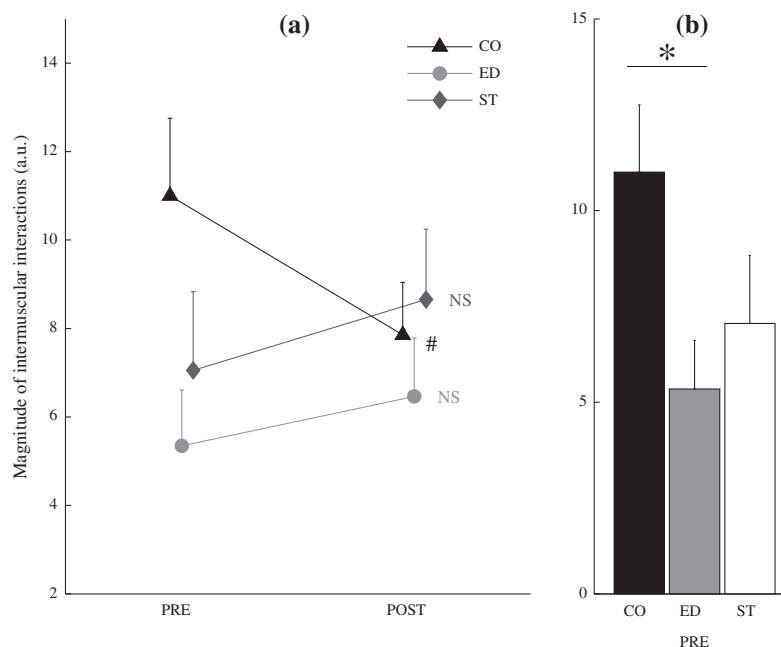 (a)
CO
ED
ST
14
12
10
8
6
4
2
Magnitude of intermuscular interactions (a.u.)
NS
#
NS
PRE
POST
(b)
15
*
10
5
0
CO
ED
ST
PRE